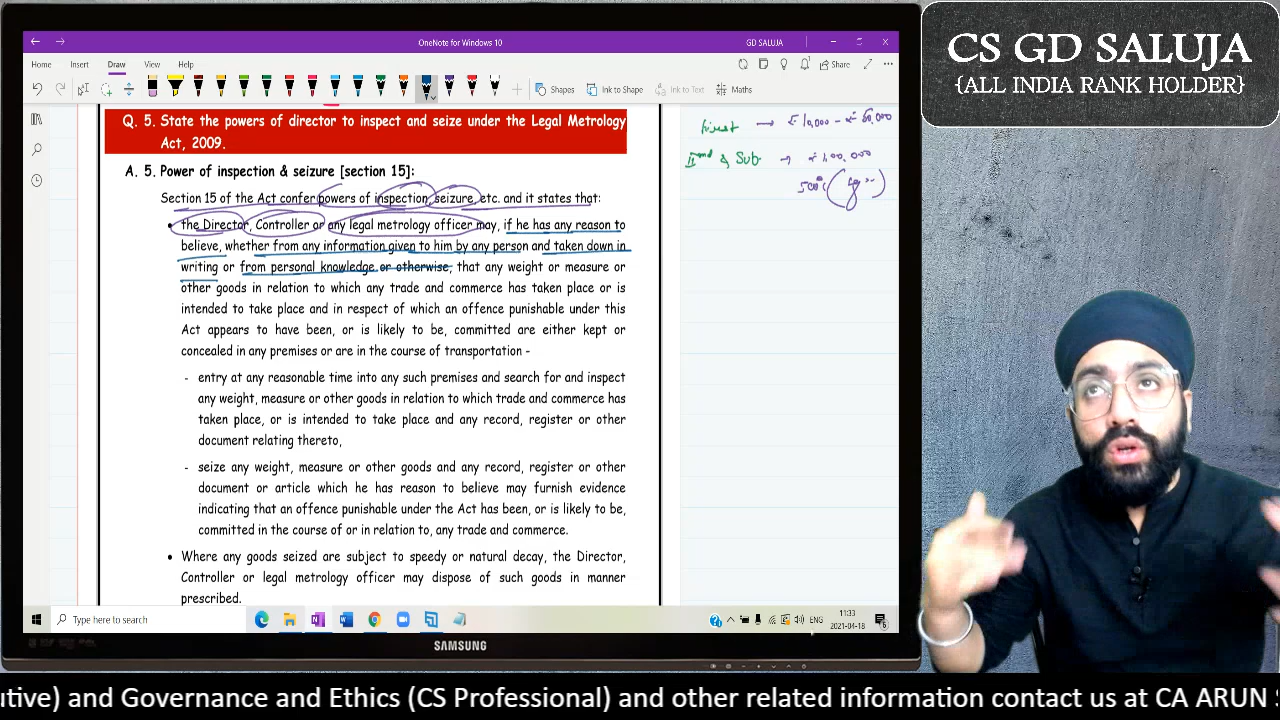 CS GD SALUJA
{ALL INDIA RANK HOLDER}
OneNote for Windows 10
GD SALUJA
Home Insert Draw View Help
Share
Shapes Ink to Shape Ink to Text Maths
Q. 5. State the powers of director to inspect and seize under the Legal Metrology
Act, 2009.
A. 5. Power of inspection & seizure [section 15]:
Section 15 of the Act confer powers of inspection, seizure, etc. and it states that:
• the Director, Controller or any legal metrology officer may, if he has any reason to
believe, whether from any information given to him by any person and taken down in
writing or from personal knowledge or otherwise, that any weight or measure or
other goods in relation to which any trade and commerce has taken place or is
intended to take place and in respect of which an offence punishable under this
Act appears to have been, or is likely to be, committed are either kept or
concealed in any premises or are in the course of transportation -
- entry at any reasonable time into any such premises and search for and inspect
any weight, measure or other goods in relation to which trade and commerce has
taken place, or is intended to take place and any record, register or other
document relating thereto,
- seize any weight, measure or other goods and any record, register or other
document or article which he has reason to believe may furnish evidence
indicating that an offence punishable under the Act has been, or is likely to be,
committed in the course of or in relation to, any trade and commerce.
• Where any goods seized are subject to speedy or natural decay, the Director,
Controller or legal metrology officer may dispose of such goods in manner
prescribed.
First → ₹10,000 - ₹50,000
IInd & Sub → ₹1,00,000
Type here to search
ENG
11:33
2021-04-18
SAMSUNG
utive) and Governance and Ethics (CS Professional) and other related information contact us at CA ARUN